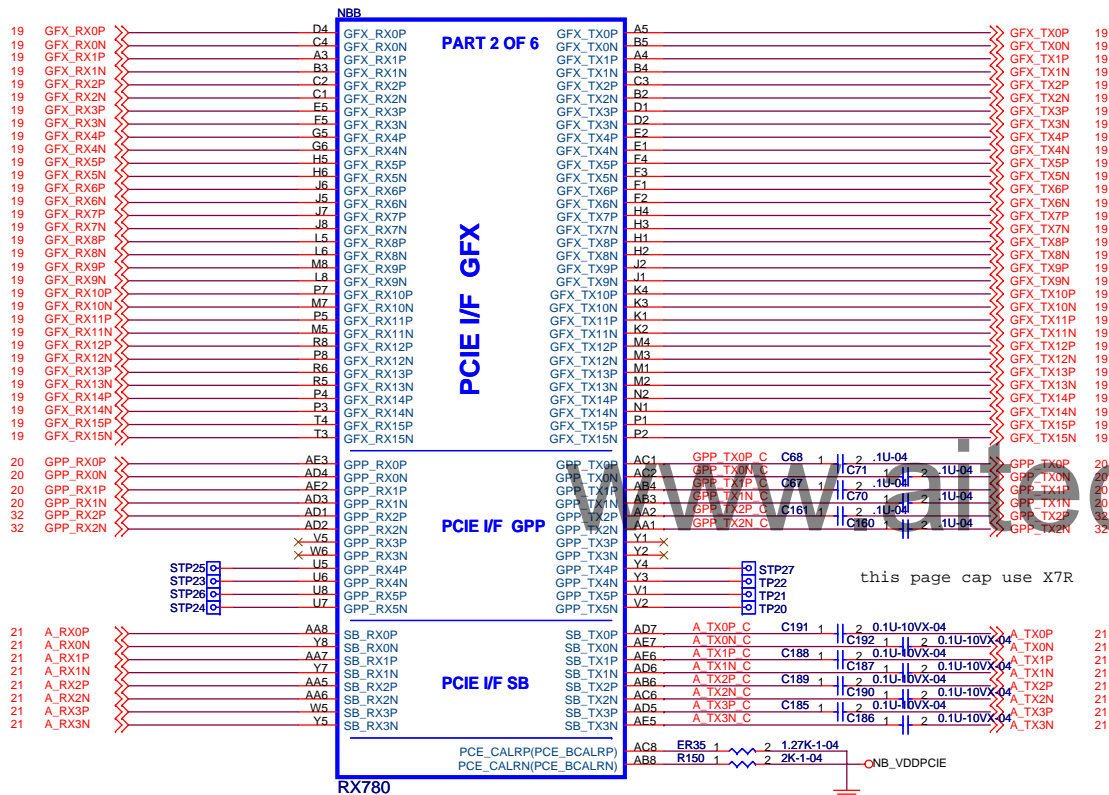 NBB
PART 2 OF 6
19 GFX_RX0P D4 GFX_RX0P GFX_TX0P A5 GFX_TX0P 19
19 GFX_RX0N C4 GFX_RX0N GFX_TX0N B5 GFX_TX0N 19
19 GFX_RX1P A3 GFX_RX1P GFX_TX1P A4 GFX_TX1P 19
19 GFX_RX1N B3 GFX_RX1N GFX_TX1N B4 GFX_TX1N 19
19 GFX_RX2P C2 GFX_RX2P GFX_TX2P C3 GFX_TX2P 19
19 GFX_RX2N C1 GFX_RX2N GFX_TX2N B2 GFX_TX2N 19
19 GFX_RX3P E5 GFX_RX3P GFX_TX3P D1 GFX_TX3P 19
19 GFX_RX3N F5 GFX_RX3N GFX_TX3N D2 GFX_TX3N 19
19 GFX_RX4P G5 GFX_RX4P GFX_TX4P E2 GFX_TX4P 19
19 GFX_RX4N G6 GFX_RX4N GFX_TX4N E1 GFX_TX4N 19
19 GFX_RX5P H5 GFX_RX5P GFX_TX5P F4 GFX_TX5P 19
19 GFX_RX5N H6 GFX_RX5N GFX_TX5N F3 GFX_TX5N 19
19 GFX_RX6P J6 GFX_RX6P GFX_TX6P F1 GFX_TX6P 19
19 GFX_RX6N J5 GFX_RX6N GFX_TX6N F2 GFX_TX6N 19
19 GFX_RX7P J7 GFX_RX7P GFX_TX7P H4 GFX_TX7P 19
19 GFX_RX7N J8 GFX_RX7N GFX_TX7N H3 GFX_TX7N 19
19 GFX_RX8P L5 GFX_RX8P GFX_TX8P H1 GFX_TX8P 19
19 GFX_RX8N L6 GFX_RX8N GFX_TX8N H2 GFX_TX8N 19
19 GFX_RX9P M8 GFX_RX9P GFX_TX9P J2 GFX_TX9P 19
19 GFX_RX9N L8 GFX_RX9N GFX_TX9N J1 GFX_TX9N 19
19 GFX_RX10P P7 GFX_RX10P GFX_TX10P K4 GFX_TX10P 19
19 GFX_RX10N M7 GFX_RX10N GFX_TX10N K3 GFX_TX10N 19
19 GFX_RX11P P5 GFX_RX11P GFX_TX11P K1 GFX_TX11P 19
19 GFX_RX11N M5 GFX_RX11N GFX_TX11N K2 GFX_TX11N 19
19 GFX_RX12P R8 GFX_RX12P GFX_TX12P M4 GFX_TX12P 19
19 GFX_RX12N P8 GFX_RX12N GFX_TX12N M3 GFX_TX12N 19
19 GFX_RX13P R6 GFX_RX13P GFX_TX13P M1 GFX_TX13P 19
19 GFX_RX13N R5 GFX_RX13N GFX_TX13N M2 GFX_TX13N 19
19 GFX_RX14P P4 GFX_RX14P GFX_TX14P N2 GFX_TX14P 19
19 GFX_RX14N P3 GFX_RX14N GFX_TX14N N1 GFX_TX14N 19
19 GFX_RX15P T4 GFX_RX15P GFX_TX15P P1 GFX_TX15P 19
19 GFX_RX15N T3 GFX_RX15N GFX_TX15N P2 GFX_TX15N 19
PCIE I/F GFX
20 GPP_RX0P AE3 GPP_RX0P GPP_TX0P AC1 GPP_TX0P_C C68 1 2 .1U-04 GPP_TX0P 20
20 GPP_RX0N AD4 GPP_RX0N GPP_TX0N AC2 GPP_TX0N_C C71 1 2 .1U-04 GPP_TX0N 20
20 GPP_RX1P AE2 GPP_RX1P GPP_TX1P AB4 GPP_TX1P_C C67 1 2 .1U-04 GPP_TX1P 20
20 GPP_RX1N AD3 GPP_RX1N GPP_TX1N AB3 GPP_TX1N_C C70 1 2 .1U-04 GPP_TX1N 20
32 GPP_RX2P AD1 GPP_RX2P GPP_TX2P AA2 GPP_TX2P_C C161 1 2 .1U-04 GPP_TX2P 32
32 GPP_RX2N AD2 GPP_RX2N GPP_TX2N AA1 GPP_TX2N_C C160 1 2 .1U-04 GPP_TX2N 32
PCIE I/F GPP
www.aitec
V5 GPP_RX3P GPP_TX3P Y1
W6 GPP_RX3N GPP_TX3N Y2
STP25 U5 GPP_RX4P GPP_TX4P Y4 STP27
STP23 U6 GPP_RX4N GPP_TX4N Y3 TP22
STP26 U8 GPP_RX5P GPP_TX5P V1 TP21
STP24 U7 GPP_RX5N GPP_TX5N V2 TP20
this page cap use X7R
21 A_RX0P AA8 SB_RX0P SB_TX0P AD7 A_TX0P_C C191 1 2 0.1U-10VX-04 A_TX0P 21
21 A_RX0N Y8 SB_RX0N SB_TX0N AE7 A_TX0N_C C192 1 2 0.1U-10VX-04 A_TX0N 21
21 A_RX1P AA7 SB_RX1P SB_TX1P AE6 A_TX1P_C C188 1 2 0.1U-10VX-04 A_TX1P 21
21 A_RX1N Y7 SB_RX1N SB_TX1N AD6 A_TX1N_C C187 1 2 0.1U-10VX-04 A_TX1N 21
21 A_RX2P AA5 SB_RX2P SB_TX2P AB6 A_TX2P_C C189 1 2 0.1U-10VX-04 A_TX2P 21
21 A_RX2N AA6 SB_RX2N SB_TX2N AC6 A_TX2N_C C190 1 2 0.1U-10VX-04 A_TX2N 21
21 A_RX3P W5 SB_RX3P SB_TX3P AD5 A_TX3P_C C185 1 2 0.1U-10VX-04 A_TX3P 21
21 A_RX3N Y5 SB_RX3N SB_TX3N AE5 A_TX3N_C C186 1 2 0.1U-10VX-04 A_TX3N 21
PCIE I/F SB
PCE_CALRP(PCE_BCALRP) AC8 ER35 1 2 1.27K-1-04
PCE_CALRN(PCE_BCALRN) AB8 R150 1 2 2K-1-04 NB_VDDPCIE
RX780